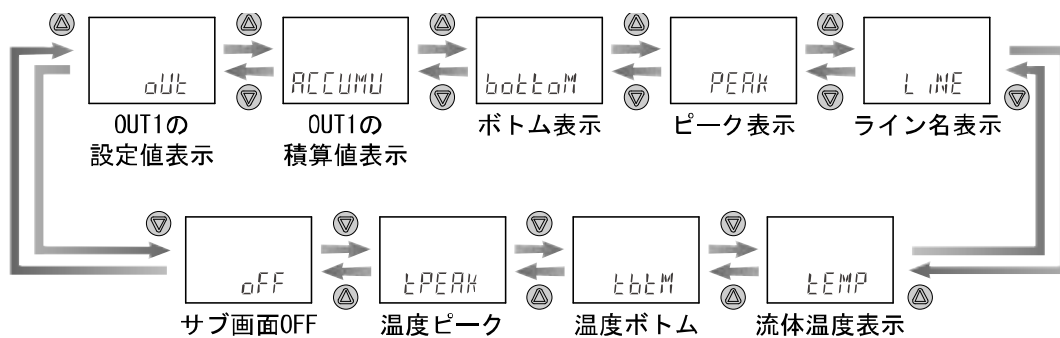 oUt
ACCUMU
bottoM
PEAK
LiNE
OUT1の
設定値表示
OUT1の
積算値表示
ボトム表示
ピーク表示
ライン名表示
oFF
tPEAK
tbtM
tEMP
サブ画面OFF
温度ピーク
温度ボトム
流体温度表示